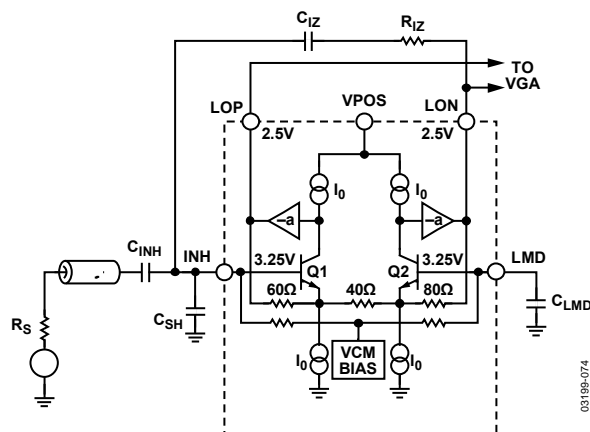 CIZ
RIZ
TO
VGA
LOP
VPOS
LON
2.5V
2.5V
I0
I0
–a
–a
CINH
INH
3.25V
Q1
Q2
3.25V
LMD
60Ω
40Ω
80Ω
CSH
CLMD
RS
I0
VCM
BIAS
I0
03199-074